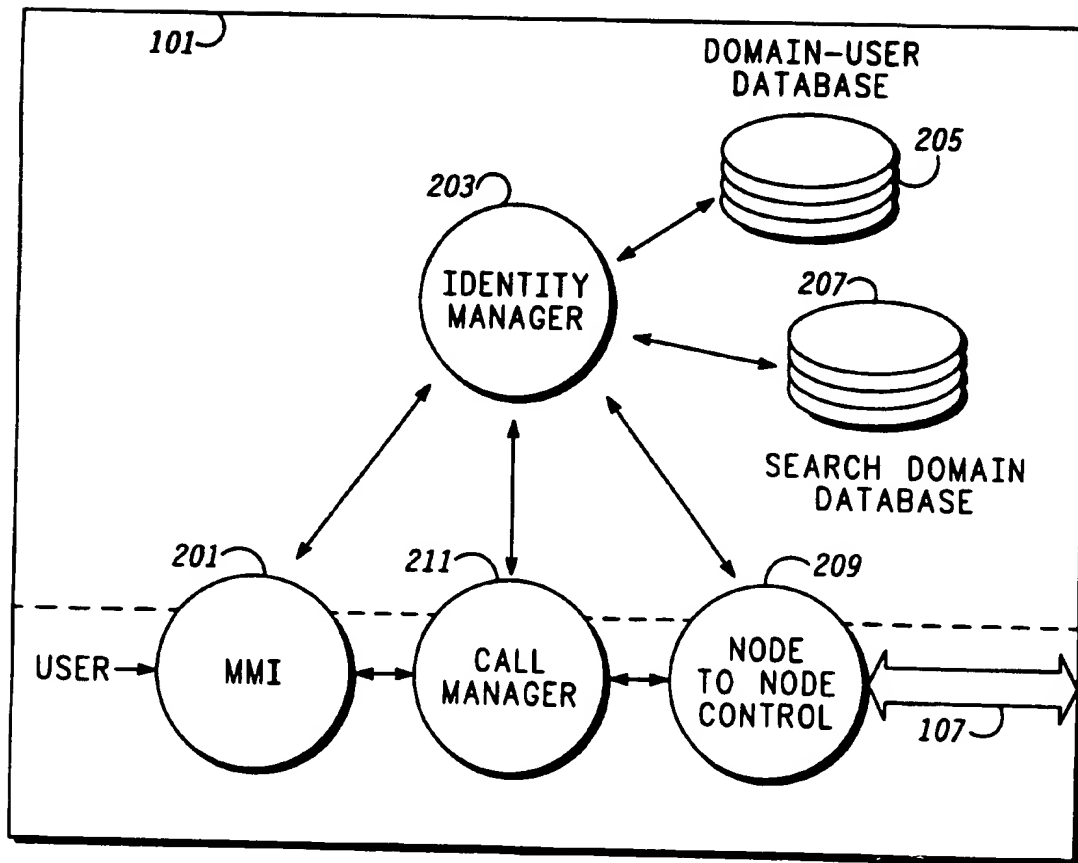 101
DOMAIN-USER
DATABASE
205
203
IDENTITY
MANAGER
207
SEARCH DOMAIN
DATABASE
201
211
209
USER
MMI
CALL
MANAGER
NODE
TO NODE
CONTROL
107